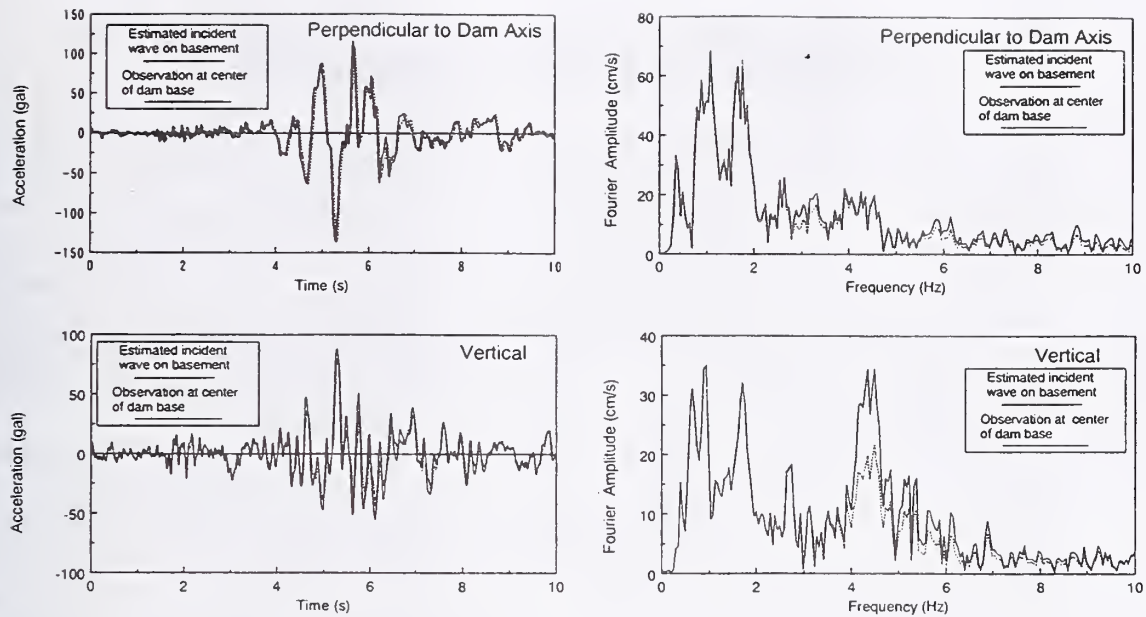 Perpendicular to Dam Axis
Estimated incident
wave on basement
Observation at center
of dam base
Acceleration (gal)
150
100
50
0
-50
-100
-150
0 2 4 6 8 10
Time (s)
Perpendicular to Dam Axis
Estimated incident
wave on basement
Observation at center
of dam base
Fourier Amplitude (cm/s)
80
60
40
20
0
0 2 4 6 8 10
Frequency (Hz)
Vertical
Estimated incident
wave on basement
Observation at center
of dam base
Acceleration (gal)
100
50
0
-50
-100
0 2 4 6 8 10
Time (s)
Vertical
Estimated incident
wave on basement
Observation at center
of dam base
Fourier Amplitude (cm/s)
40
30
20
10
0
0 2 4 6 8 10
Frequency (Hz)